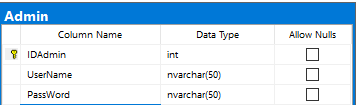 Admin
Column Name Data Type Allow Nulls
IDAdmin int
UserName nvarchar(50)
PassWord nvarchar(50)